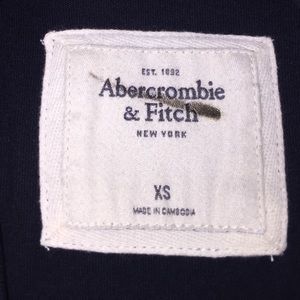 EST. 1892
Abercrombie
& Fitch
NEW YORK
XS
MADE IN CAMBODIA